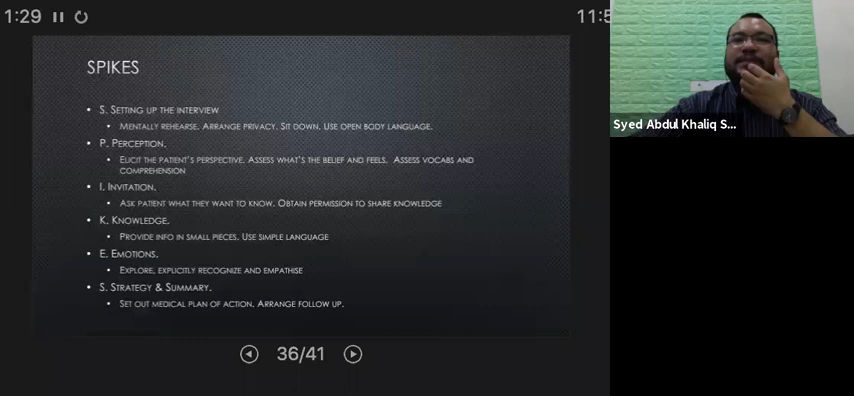 1:29
11:5
SPIKES
S. SETTING UP THE INTERVIEW
MENTALLY REHEARSE. ARRANGE PRIVACY. SIT DOWN. USE OPEN BODY LANGUAGE.
P. PERCEPTION.
ELICIT THE PATIENT'S PERSPECTIVE. ASSESS WHAT'S THE BELIEF AND FEELS. ASSESS VOCABS AND
COMPREHENSION
I. INVITATION.
ASK PATIENT WHAT THEY WANT TO KNOW. OBTAIN PERMISSION TO SHARE KNOWLEDGE
K. KNOWLEDGE.
PROVIDE INFO IN SMALL PIECES. USE SIMPLE LANGUAGE
E. EMOTIONS.
EXPLORE, EXPLICITLY RECOGNIZE AND EMPATHISE
S. STRATEGY & SUMMARY.
SET OUT MEDICAL PLAN OF ACTION. ARRANGE FOLLOW UP.
36/41
Syed Abdul Khaliq S...